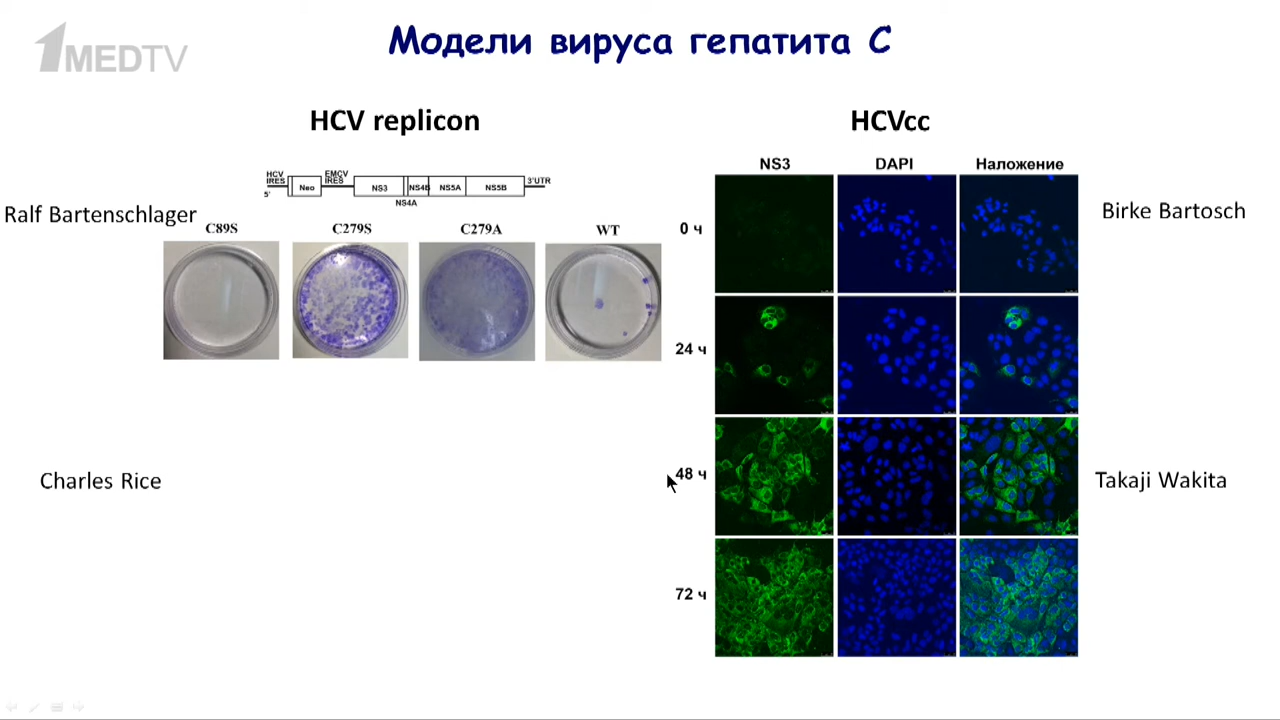 1MEDTV
Модели вируса гепатита С
HCV replicon
HCV
IRES
5`
Neo
EMCV
IRES
NS3
NS4B
NS5A
NS5B
3'UTR
NS4A
Ralf Bartenschlager
C89S
C279S
C279A
WT
Charles Rice
HCVcc
NS3
DAPI
Наложение
0 ч
24 ч
48 ч
72 ч
Birke Bartosch
Takaji Wakita